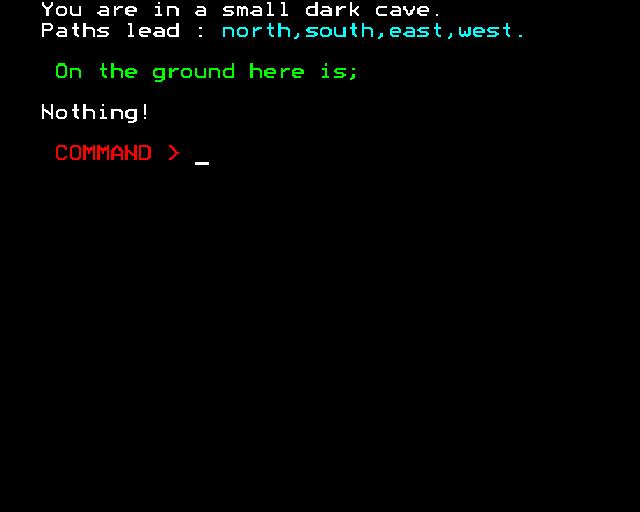 You are in a small dark cave.
Paths lead : north,south,east,west.
On the ground here is;
Nothing!
COMMAND > _